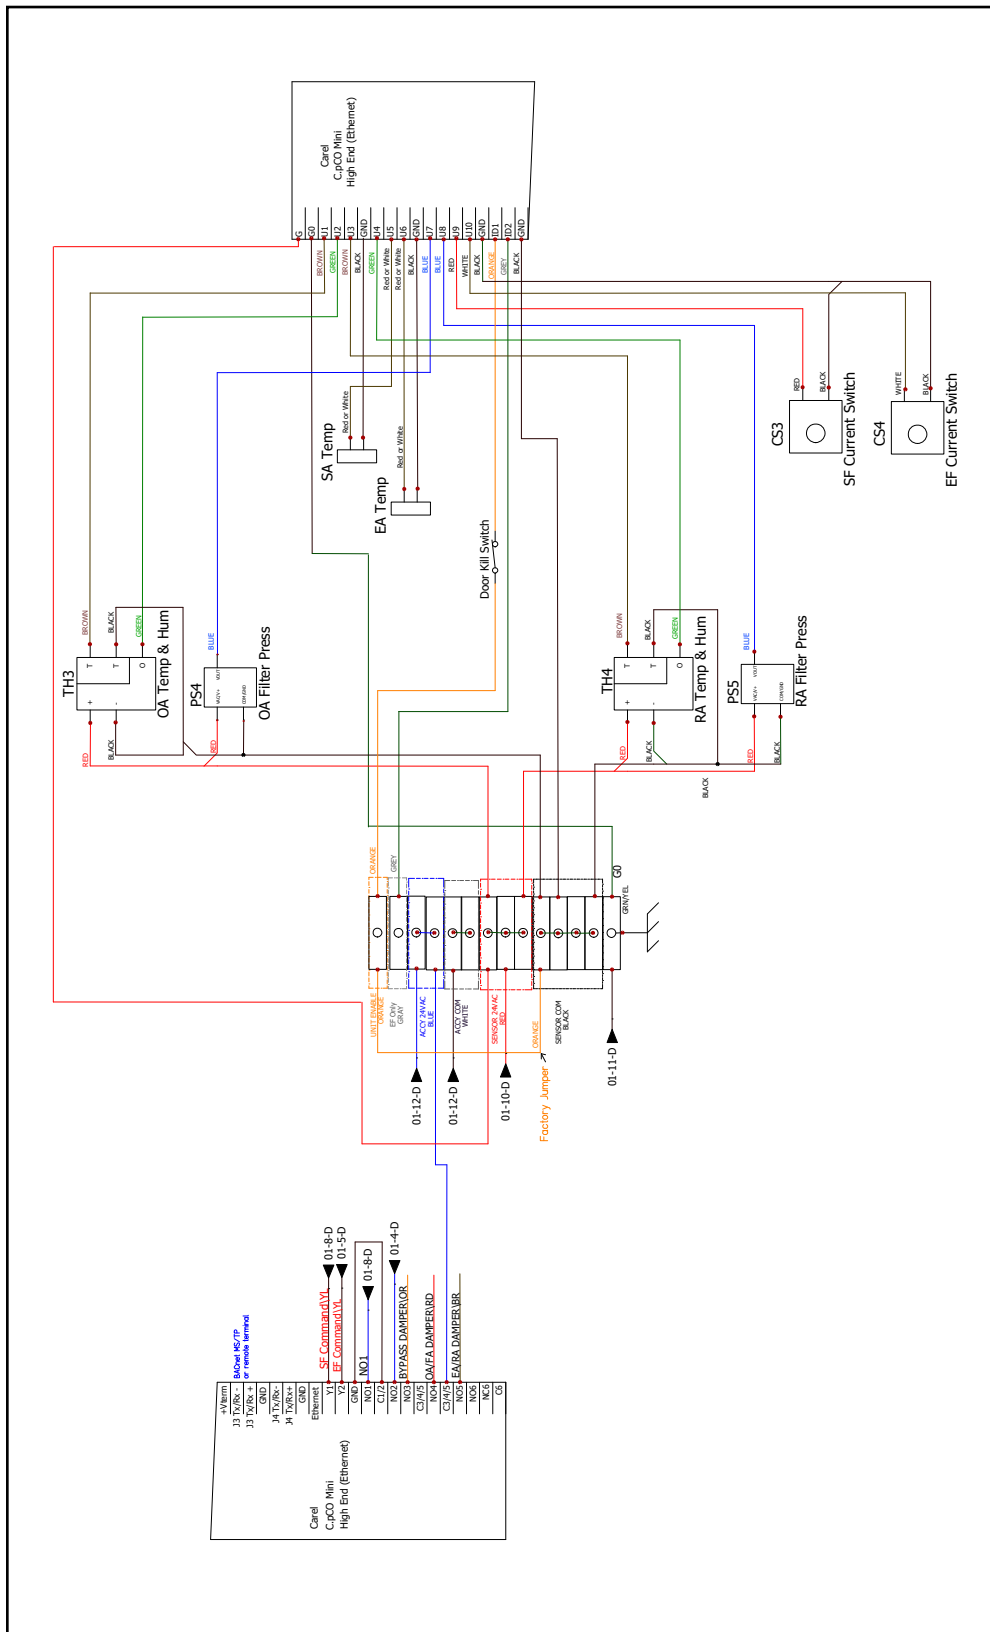 Carel
C.pCO Mini
High End (Ethernet)
G
G0
U1
U2
U3
GND
U4
U5
U6
GND
U7
U8
U9
U10
GND
ID1
ID2
GND
BROWN
GREEN
BROWN
BLACK
GREEN
Red or White
Red or White
BLACK
BLUE
BLUE
RED
WHITE
BLACK
ORANGE
GREY
BLACK
Red or White
SA Temp
Red or White
EA Temp
Door Kill Switch
RED
BLACK
CS3
SF Current Switch
WHITE
BLACK
CS4
EF Current Switch
BROWN
BLACK
GREEN
TH3
T
T
O
+
-
OA Temp & Hum
RED
BLACK
BLUE
PS4
VAC/V+
VOUT
COM/GND
OA Filter Press
RED
BROWN
BLACK
GREEN
TH4
T
T
O
+
-
RA Temp & Hum
RED
BLACK
BLUE
PS5
VAC/V+
VOUT
COM/GND
RA Filter Press
RED
BLACK
BLACK
ORANGE
GREY
G0
GRN/YEL
UNIT ENABLE
ORANGE
EF Only
GRAY
ACCY 24VAC
BLUE
ACCY COM
WHITE
SENSOR 24VAC
RED
ORANGE
SENSOR COM
BLACK
01-12-D
01-12-D
01-10-D
Factory Jumper
01-11-D
01-8-D
01-5-D
01-8-D
01-4-D
SF Command\YL
EF Command\YL
NO1
BYPASS DAMPER\OR
OA/FA DAMPER\RD
EA/RA DAMPER\BR
BACnet MS/TP
or remote terminal
+Vterm
J3 Tx/Rx -
J3 Tx/Rx +
GND
J4 Tx/Rx-
J4 Tx/Rx+
GND
Ethernet
Y1
Y2
GND
NO1
C1/2
NO2
NO3
C3/4/5
NO4
C3/4/5
NO5
NO6
NC6
C6
Carel
C.pCO Mini
High End (Ethernet)